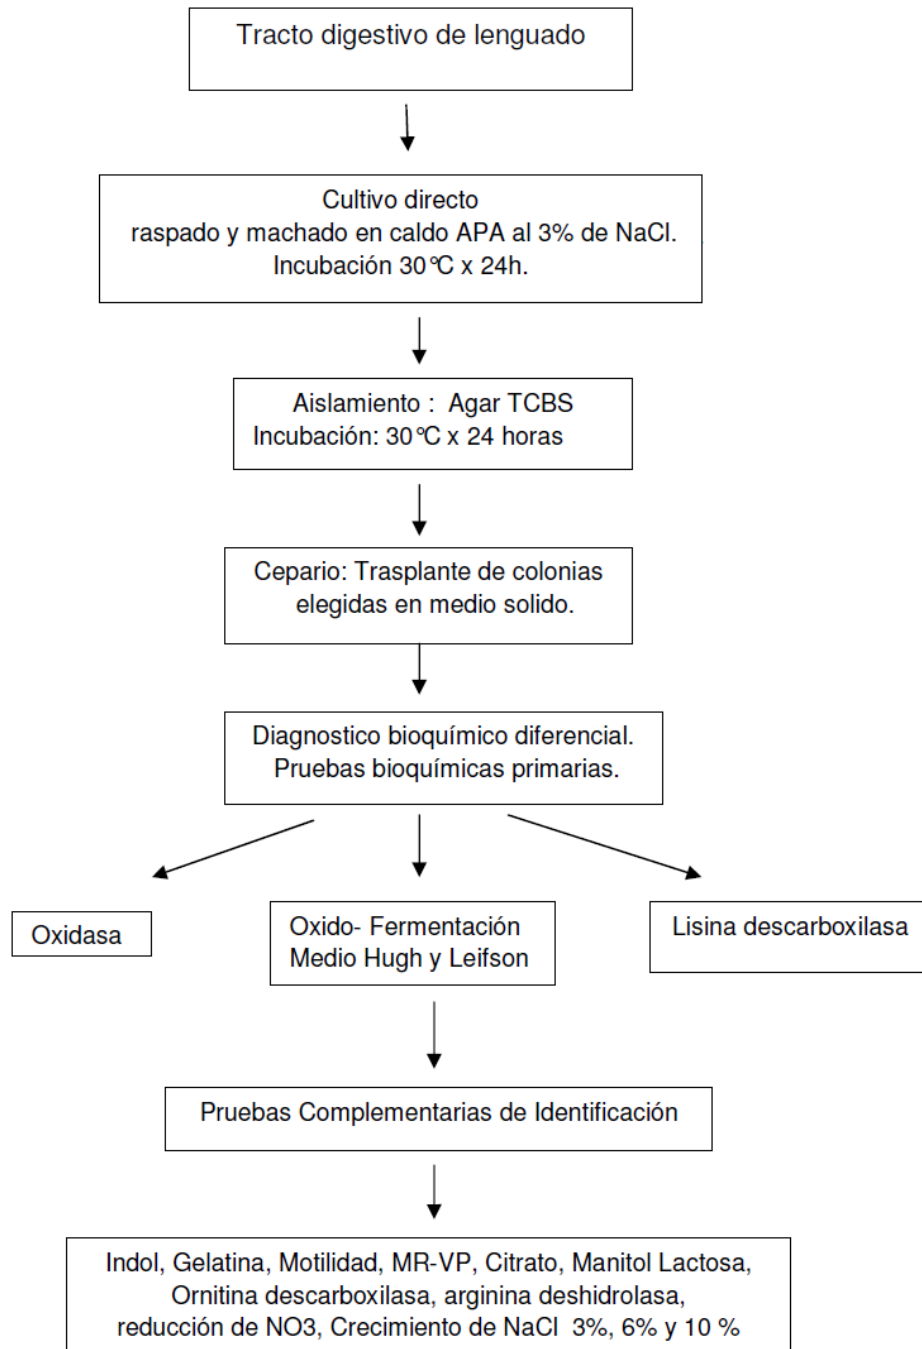 Tracto digestivo de lenguado
Cultivo directo
raspado y machado en caldo APA al 3% de NaCl.
Incubación 30°C x 24h.
Aislamiento : Agar TCBS
Incubación: 30°C x 24 horas
Cepario: Trasplante de colonias
elegidas en medio solido.
Diagnostico bioquímico diferencial.
Pruebas bioquímicas primarias.
Oxidasa
Oxido- Fermentación
Medio Hugh y Leifson
Lisina descarboxilasa
Pruebas Complementarias de Identificación
Indol, Gelatina, Motilidad, MR-VP, Citrato, Manitol Lactosa,
Ornitina descarboxilasa, arginina deshidrolasa,
reducción de NO3, Crecimiento de NaCl 3%, 6% y 10 %